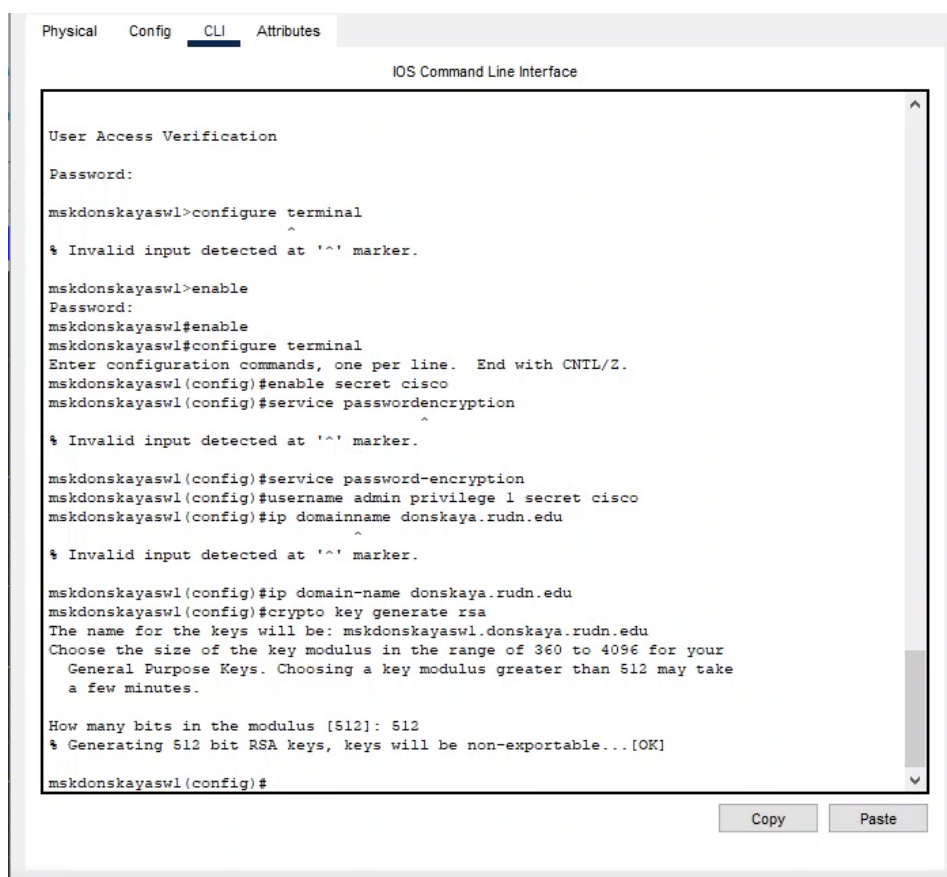 Physical Config CLI Attributes
IOS Command Line Interface
User Access Verification
Password:
mskdonskayasw1>configure terminal
^
% Invalid input detected at '^' marker.
mskdonskayasw1>enable
Password:
mskdonskayasw1#enable
mskdonskayasw1#configure terminal
Enter configuration commands, one per line.  End with CNTL/Z.
mskdonskayasw1(config)#enable secret cisco
mskdonskayasw1(config)#service passwordencryption
^
% Invalid input detected at '^' marker.
mskdonskayasw1(config)#service password-encryption
mskdonskayasw1(config)#username admin privilege 1 secret cisco
mskdonskayasw1(config)#ip domainname donskaya.rudn.edu
^
% Invalid input detected at '^' marker.
mskdonskayasw1(config)#ip domain-name donskaya.rudn.edu
mskdonskayasw1(config)#crypto key generate rsa
The name for the keys will be: mskdonskayasw1.donskaya.rudn.edu
Choose the size of the key modulus in the range of 360 to 4096 for your
General Purpose Keys. Choosing a key modulus greater than 512 may take
a few minutes.
How many bits in the modulus [512]: 512
% Generating 512 bit RSA keys, keys will be non-exportable...[OK]
mskdonskayasw1(config)#
Copy Paste